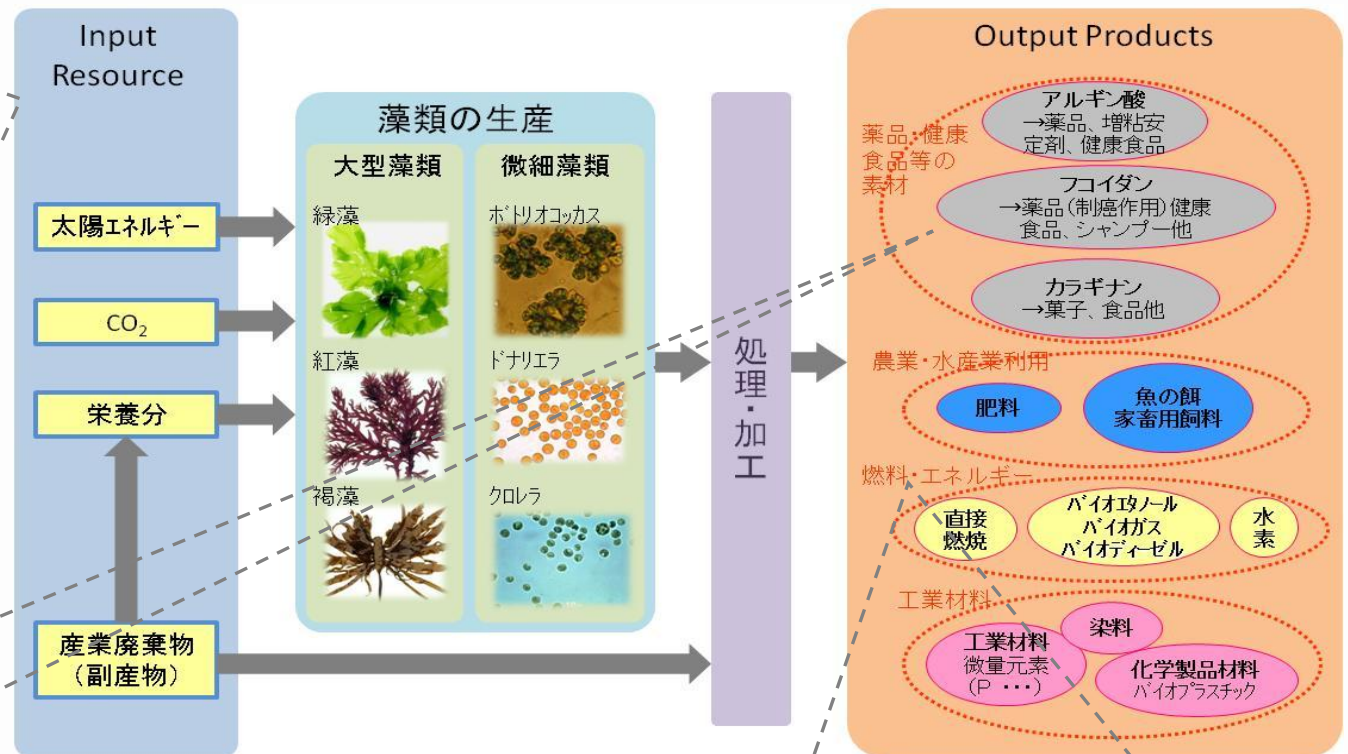 Input
Resource
太陽エネルギー
CO₂
栄養分
産業廃棄物
(副産物)
藻類の生産
大型藻類
緑藻
紅藻
褐藻
微細藻類
ボトリオコッカス
ドナリエラ
クロレラ
処理・加工
Output Products
薬品・健康
食品等の
素材
アルギン酸
→薬品、増粘安
定剤、健康食品
フコイダン
→薬品(制癌作用)健康
食品、シャンプー他
カラギナン
→菓子、食品他
農業・水産業利用
肥料
魚の餌
家畜用飼料
燃料・エネルギー
直接
燃焼
バイオエタノール
バイオガス
バイオディーゼル
水
素
工業材料
工業材料
微量元素
(P ・・・)
染料
化学製品材料
バイオプラスチック